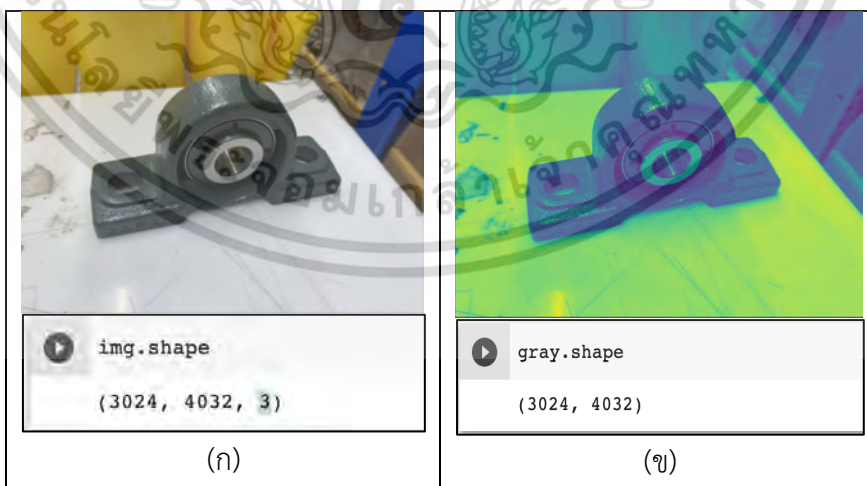 img.shape
(3024, 4032, 3)
(ก)
gray.shape
(3024, 4032)
(ข)